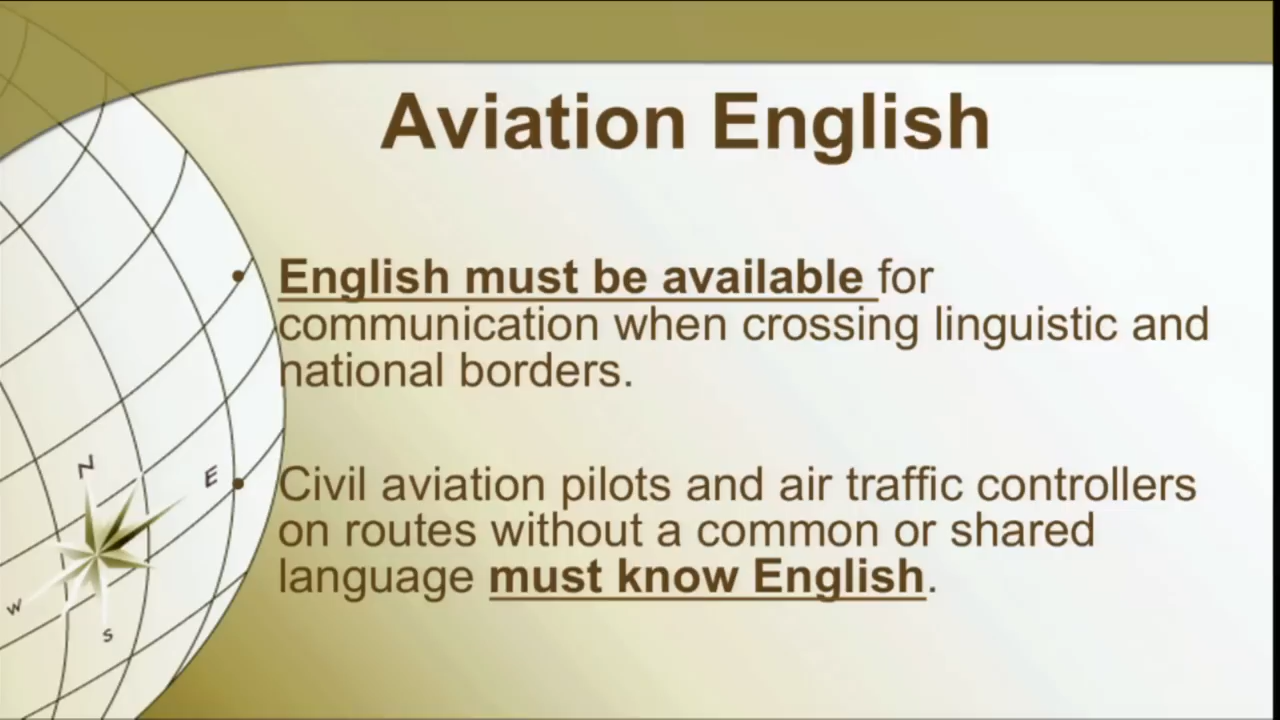 Aviation English
• English must be available for
communication when crossing linguistic and
national borders.
• Civil aviation pilots and air traffic controllers
on routes without a common or shared
language must know English.
N
E
W
S